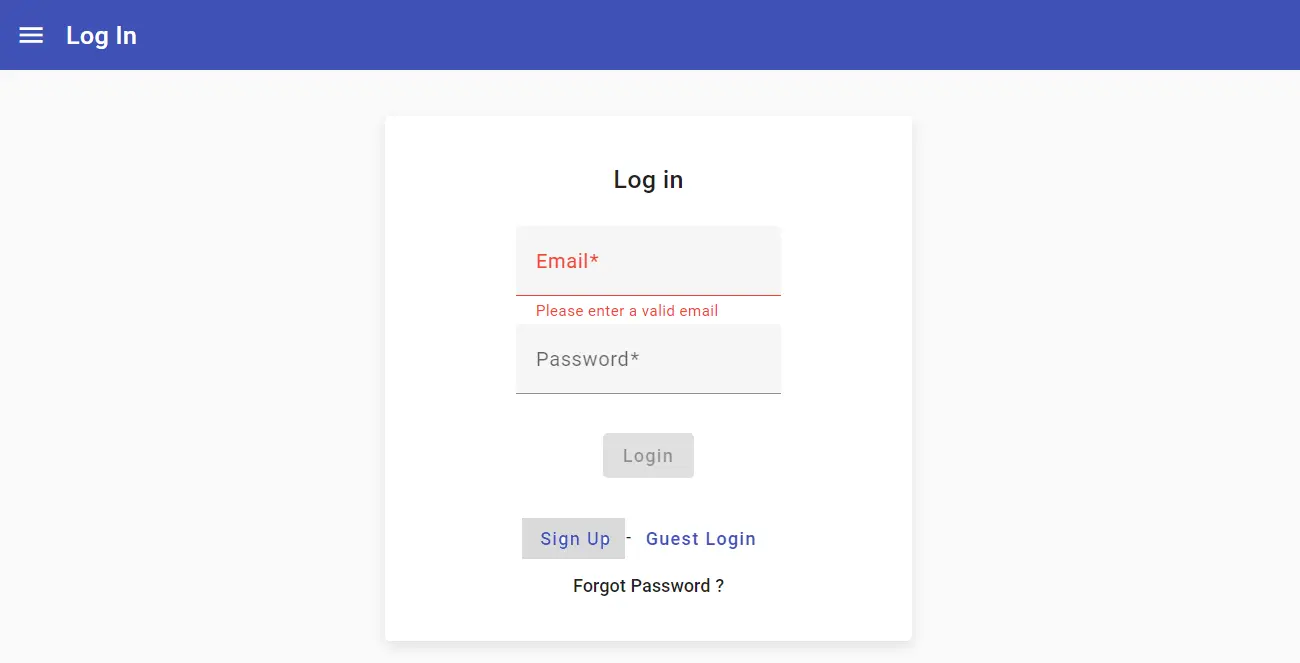 Log In
Log in
Email*
Please enter a valid email
Password*
Login
Sign Up - Guest Login
Forgot Password ?